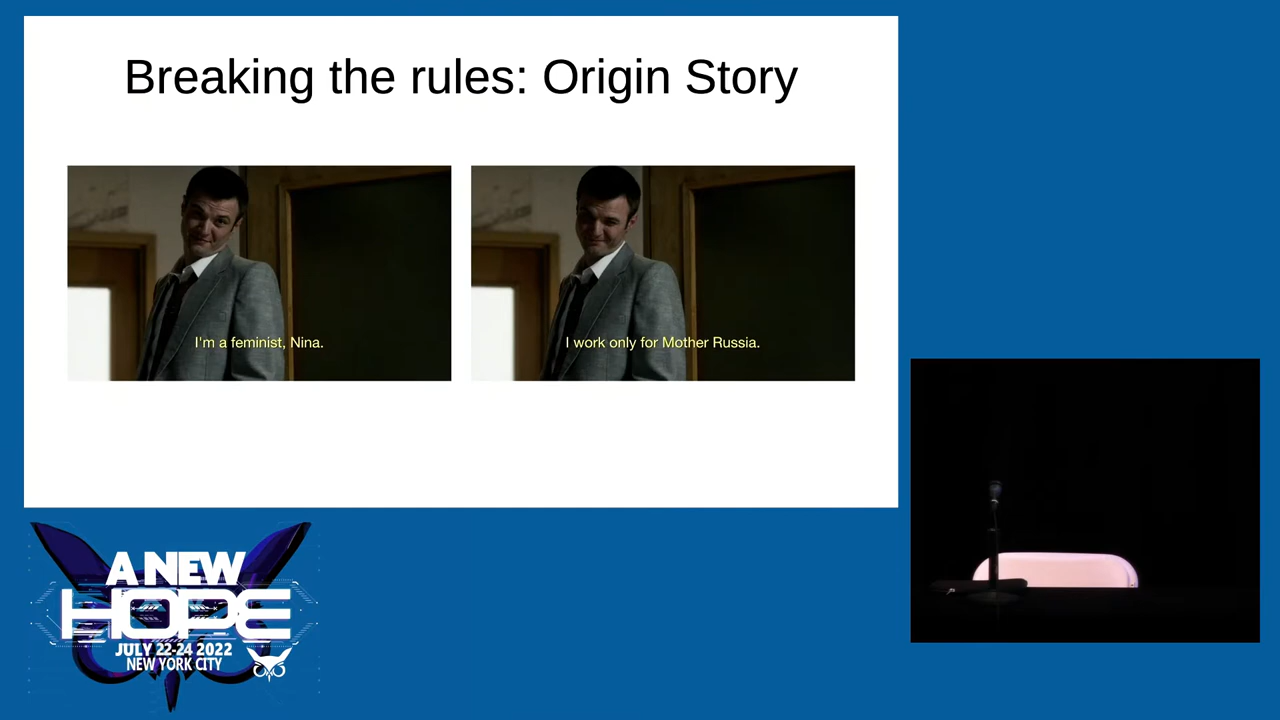 Breaking the rules: Origin Story
I'm a feminist, Nina.
I work only for Mother Russia.
A NEW
HOPE
JULY 22-24 2022
NEW YORK CITY